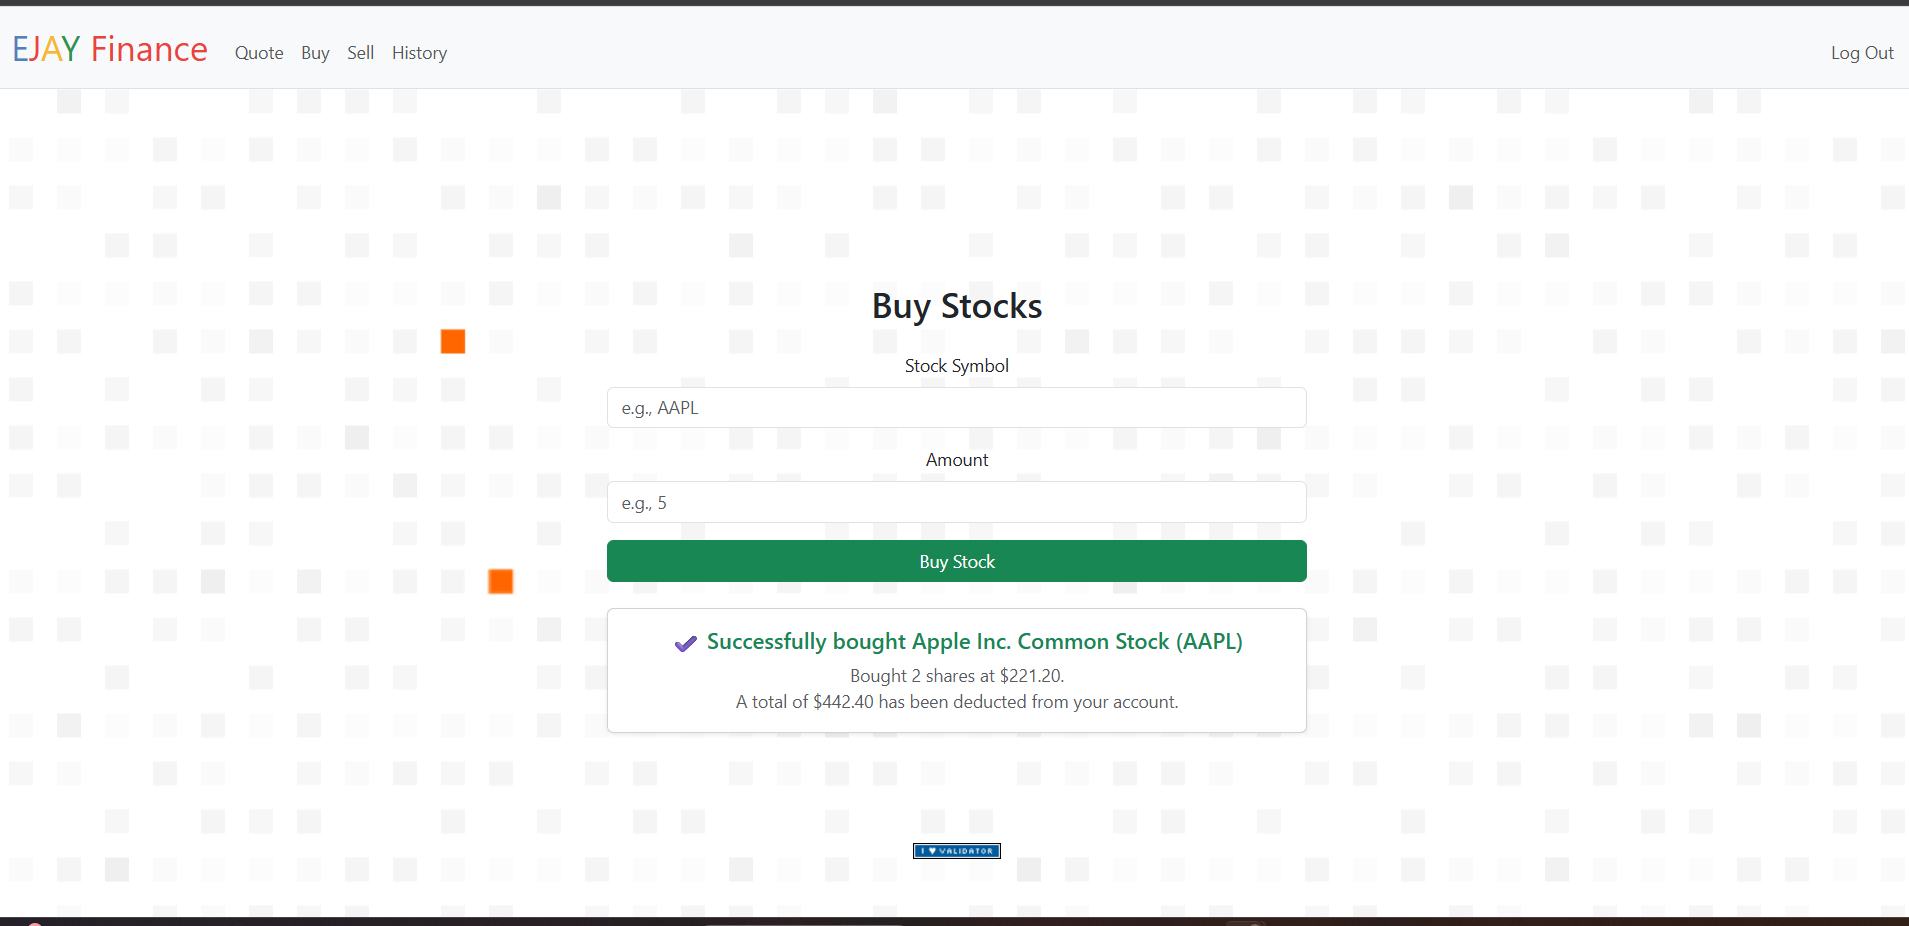 EJAY Finance Quote Buy Sell History Log Out
Buy Stocks
Stock Symbol
e.g., AAPL
Amount
e.g., 5
Buy Stock
Successfully bought Apple Inc. Common Stock (AAPL)
Bought 2 shares at $221.20.
A total of $442.40 has been deducted from your account.
I ♥ VALIDATOR